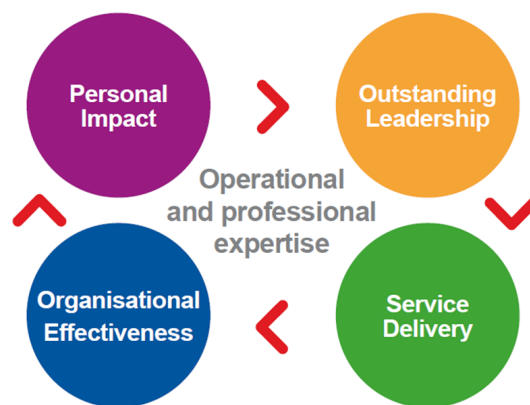 Personal
Impact
Outstanding
Leadership
Operational
and professional
expertise
Organisational
Effectiveness
Service
Delivery